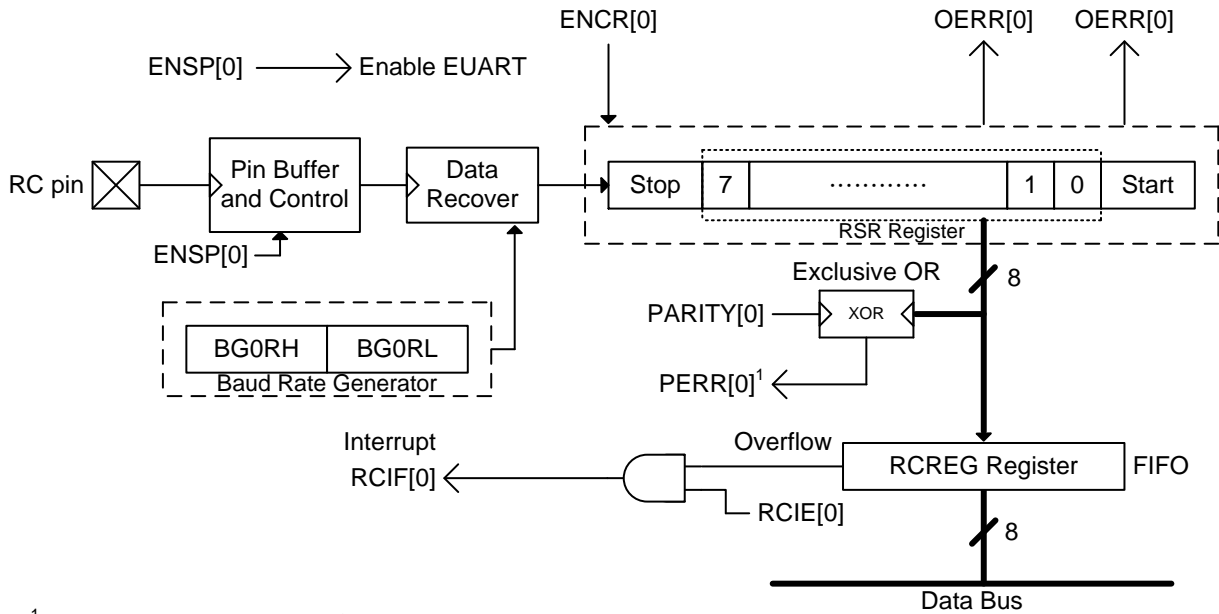 ENCR[0] OERR[0] OERR[0]
ENSP[0] Enable EUART
RC pin
Pin Buffer and Control
Data Recover
Stop 7 ............ 1 0 Start
RSR Register
ENSP[0]
Exclusive OR
8
PARITY[0] XOR
BG0RH BG0RL
Baud Rate Generator
PERR[0]1
Interrupt
RCIF[0]
Overflow
RCREG Register FIFO
RCIE[0]
8
Data Bus
1